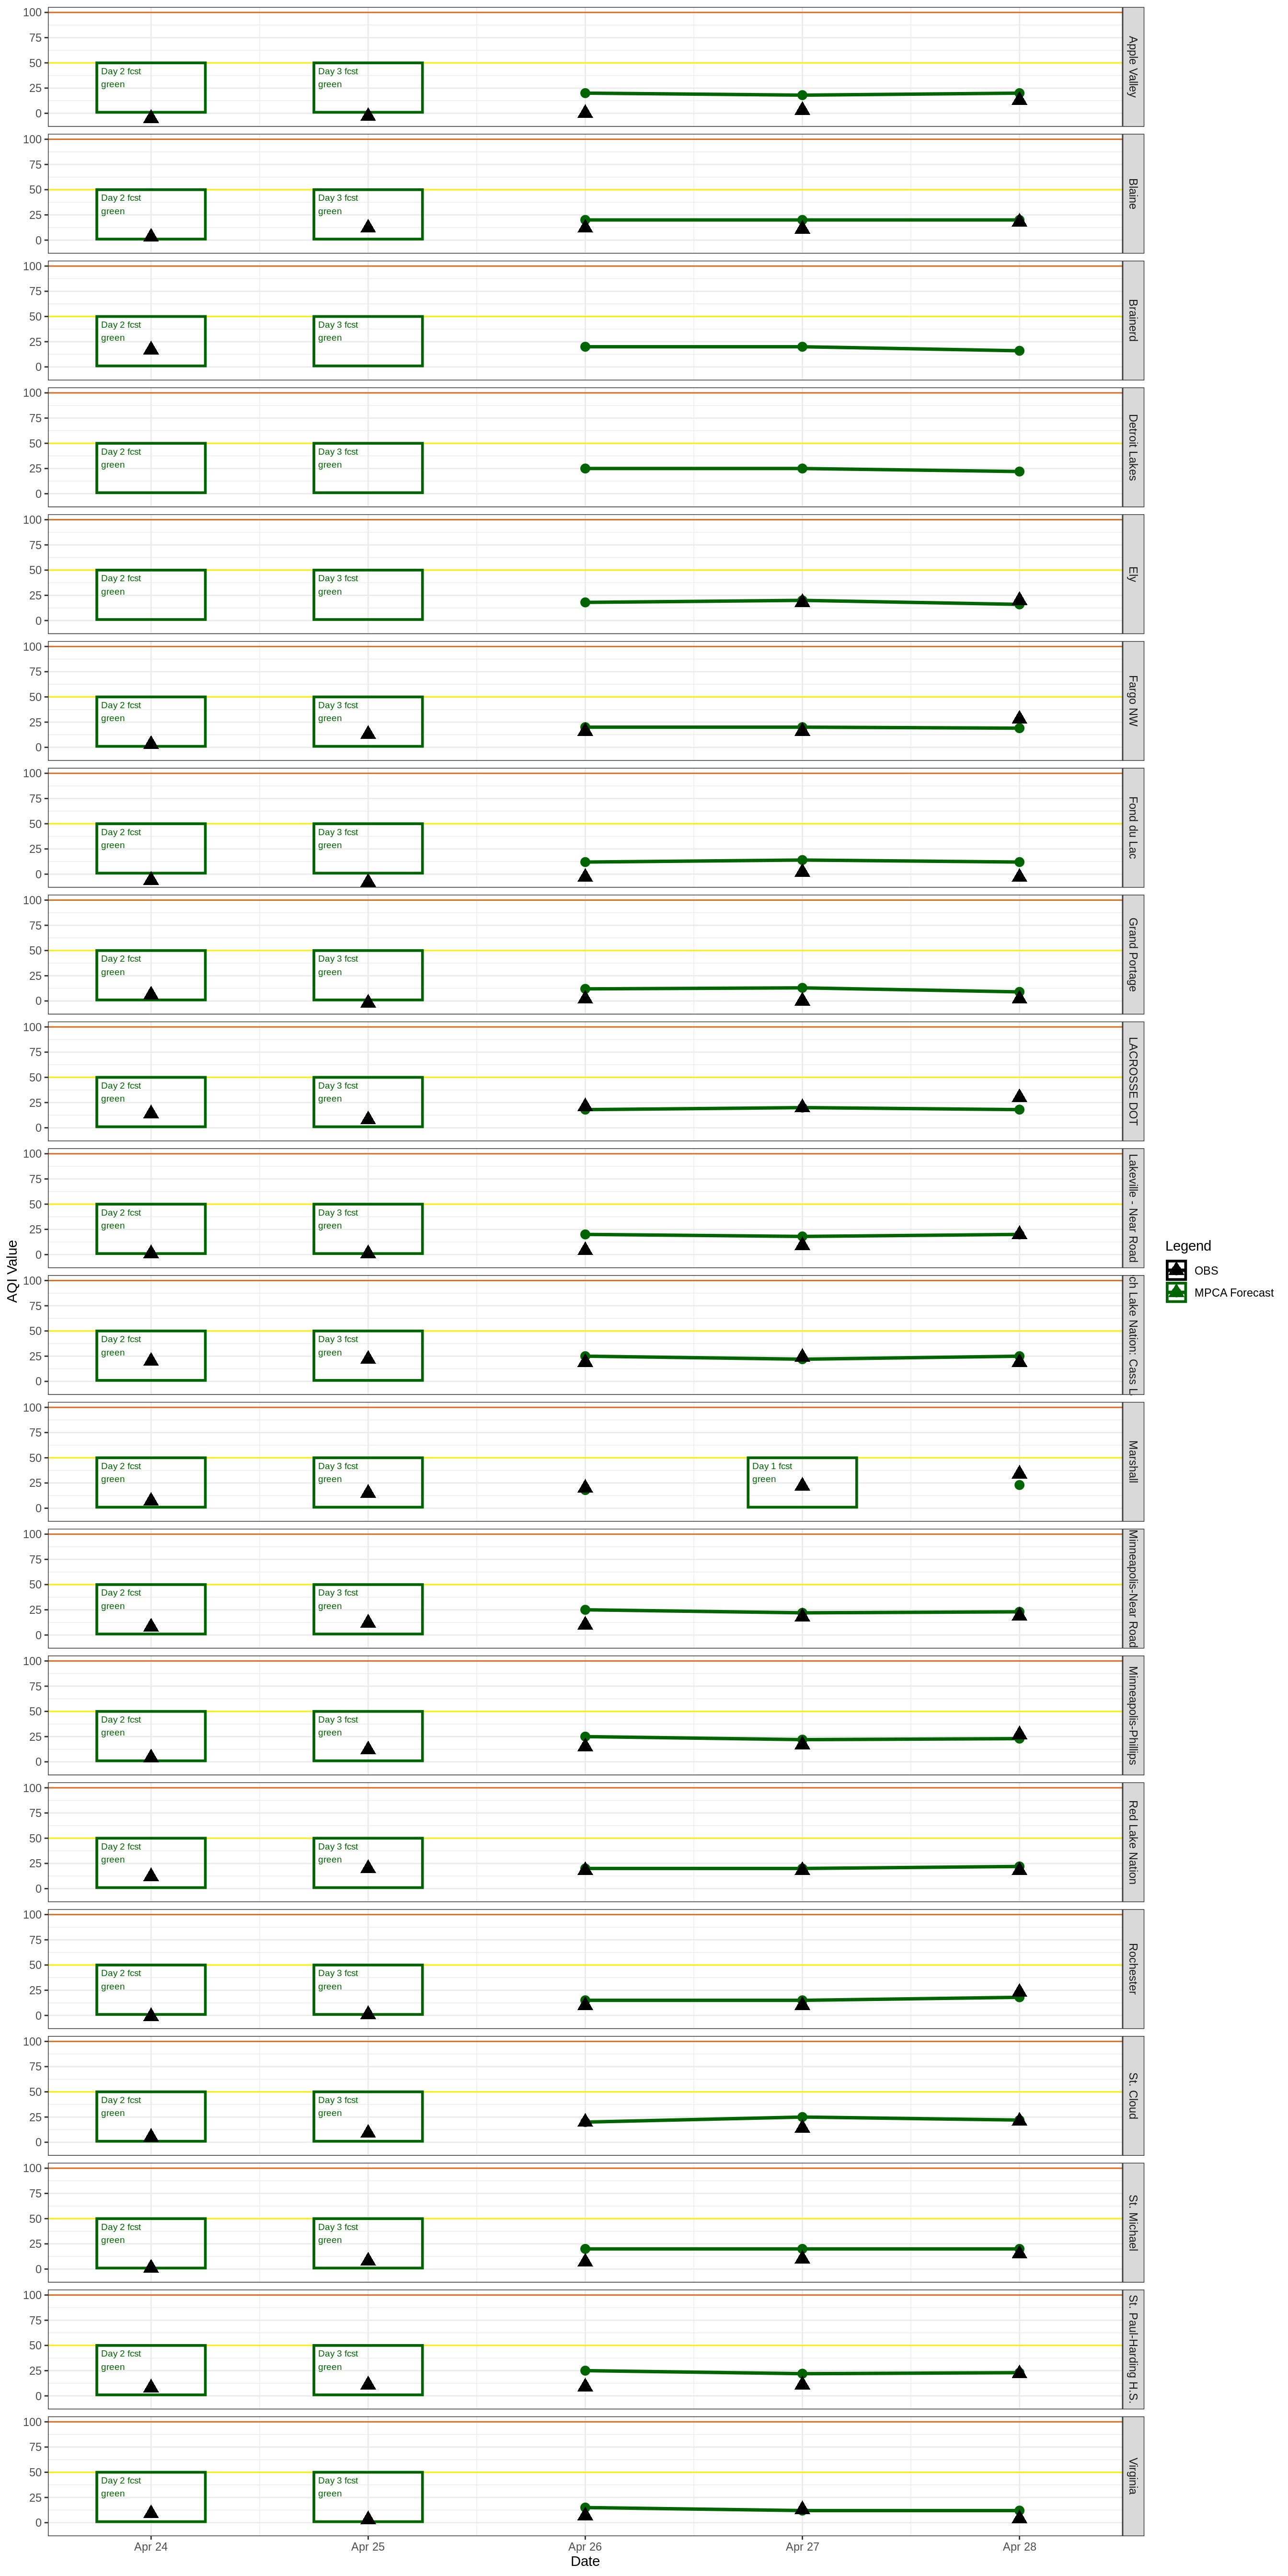 100
75
50
25
0
Day 2 fcst
green
Day 3 fcst
green
Apple Valley
100
75
50
25
0
Day 2 fcst
green
Day 3 fcst
green
Blaine
100
75
50
25
0
Day 2 fcst
green
Day 3 fcst
green
Brainerd
100
75
50
25
0
Day 2 fcst
green
Day 3 fcst
green
Detroit Lakes
100
75
50
25
0
Day 2 fcst
green
Day 3 fcst
green
Ely
100
75
50
25
0
Day 2 fcst
green
Day 3 fcst
green
Fargo NW
100
75
50
25
0
Day 2 fcst
green
Day 3 fcst
green
Fond du Lac
100
75
50
25
0
Day 2 fcst
green
Day 3 fcst
green
Grand Portage
100
75
50
25
0
Day 2 fcst
green
Day 3 fcst
green
LACROSSE DOT
100
75
50
25
0
Day 2 fcst
green
Day 3 fcst
green
Lakeville - Near Road
AQI Value
Legend
OBS
MPCA Forecast
100
75
50
25
0
Day 2 fcst
green
Day 3 fcst
green
ch Lake Nation: Cass L
100
75
50
25
0
Day 2 fcst
green
Day 3 fcst
green
Day 1 fcst
green
Marshall
100
75
50
25
0
Day 2 fcst
green
Day 3 fcst
green
Minneapolis-Near Road
100
75
50
25
0
Day 2 fcst
green
Day 3 fcst
green
Minneapolis-Phillips
100
75
50
25
0
Day 2 fcst
green
Day 3 fcst
green
Red Lake Nation
100
75
50
25
0
Day 2 fcst
green
Day 3 fcst
green
Rochester
100
75
50
25
0
Day 2 fcst
green
Day 3 fcst
green
St. Cloud
100
75
50
25
0
Day 2 fcst
green
Day 3 fcst
green
St. Michael
100
75
50
25
0
Day 2 fcst
green
Day 3 fcst
green
St. Paul-Harding H.S.
100
75
50
25
0
Day 2 fcst
green
Day 3 fcst
green
Virginia
Apr 24
Apr 25
Apr 26
Apr 27
Apr 28
Date